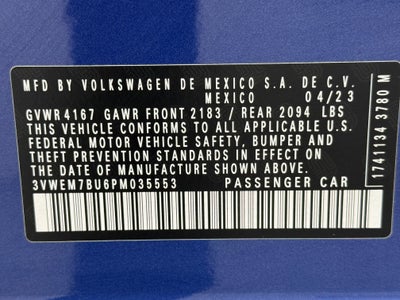 MFD BY VOLKSWAGEN DE MEXICO S.A. DE C.V.
MEXICO 04/23
GVWR 4167 GAWR FRONT 2183 / REAR 2094 LBS
THIS VEHICLE CONFORMS TO ALL APPLICABLE U.S.
FEDERAL MOTOR VEHICLE SAFETY, BUMPER AND
THEFT PREVENTION STANDARDS IN EFFECT ON
THE DATE OF MANUFACTURE SHOWN ABOVE.
3VWEM7BU6PM035553 PASSENGER CAR
1741134 3780 M